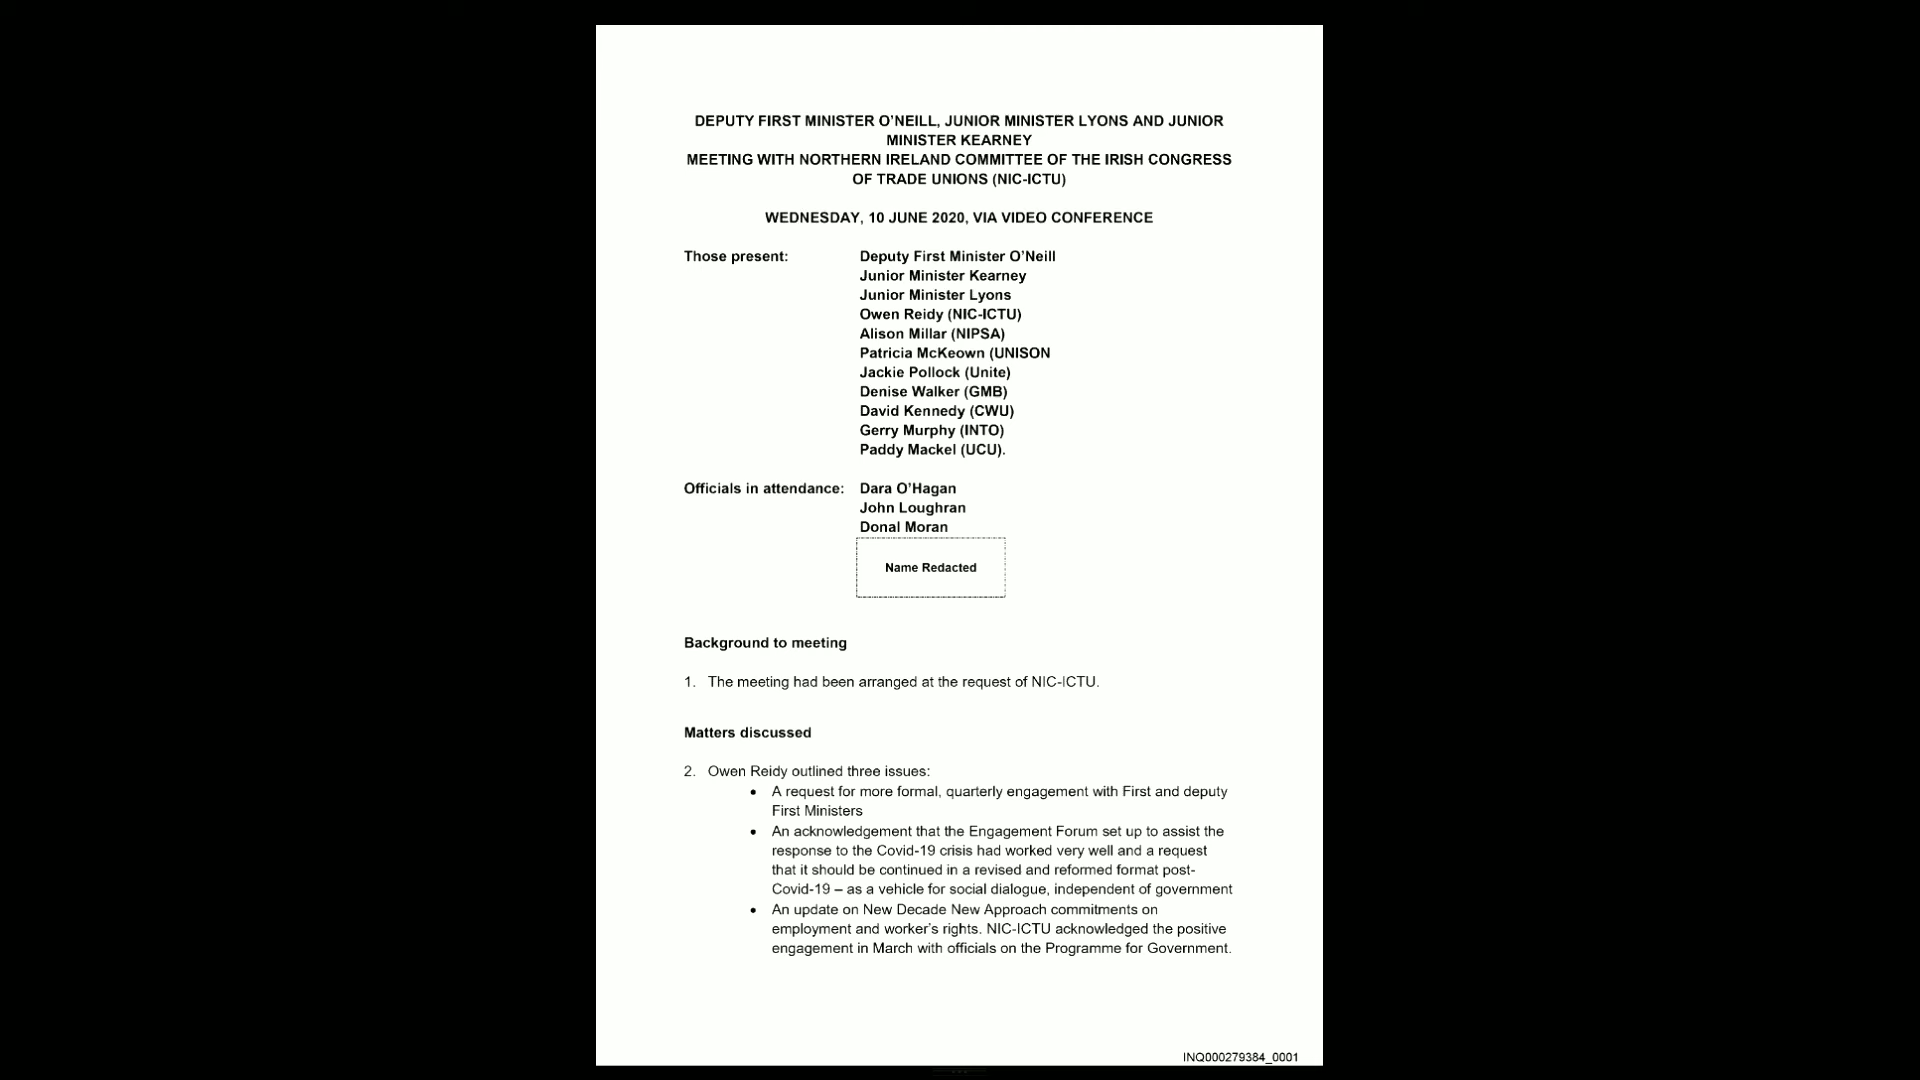 DEPUTY FIRST MINISTER O'NEILL, JUNIOR MINISTER LYONS AND JUNIOR
MINISTER KEARNEY
MEETING WITH NORTHERN IRELAND COMMITTEE OF THE IRISH CONGRESS
OF TRADE UNIONS (NIC-ICTU)
WEDNESDAY, 10 JUNE 2020, VIA VIDEO CONFERENCE
Those present: Deputy First Minister O'Neill
Junior Minister Kearney
Junior Minister Lyons
Owen Reidy (NIC-ICTU)
Alison Millar (NIPSA)
Patricia McKeown (UNISON
Jackie Pollock (Unite)
Denise Walker (GMB)
David Kennedy (CWU)
Gerry Murphy (INTO)
Paddy Mackel (UCU).
Officials in attendance: Dara O'Hagan
John Loughran
Donal Moran
Name Redacted
Background to meeting
1. The meeting had been arranged at the request of NIC-ICTU.
Matters discussed
2. Owen Reidy outlined three issues:
• A request for more formal, quarterly engagement with First and deputy
First Ministers
• An acknowledgement that the Engagement Forum set up to assist the
response to the Covid-19 crisis had worked very well and a request
that it should be continued in a revised and reformed format post-
Covid-19 – as a vehicle for social dialogue, independent of government
• An update on New Decade New Approach commitments on
employment and worker's rights. NIC-ICTU acknowledged the positive
engagement in March with officials on the Programme for Government.
INQ000279384_0001